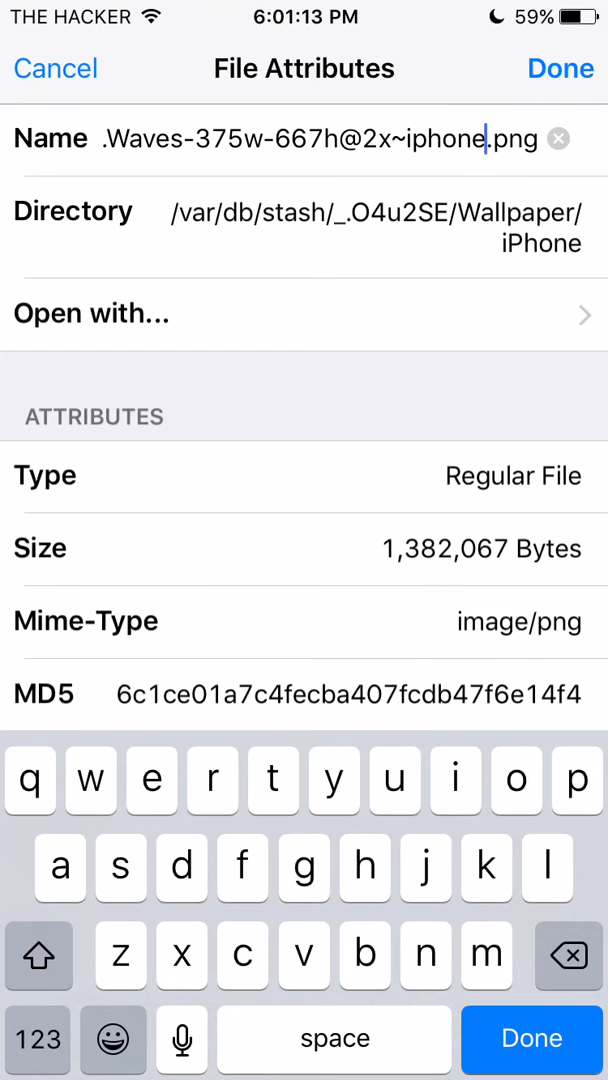 THE HACKER 6:01:13 PM 59%
Cancel File Attributes Done
Name .Waves-375w-667h@2x~iphone.png
Directory /var/db/stash/_.O4u2SE/Wallpaper/
iPhone
Open with...
ATTRIBUTES
Type Regular File
Size 1,382,067 Bytes
Mime-Type image/png
MD5 6c1ce01a7c4fecba407fcdb47f6e14f4
q w e r t y u i o p
a s d f g h j k l
z x c v b n m
123 space Done